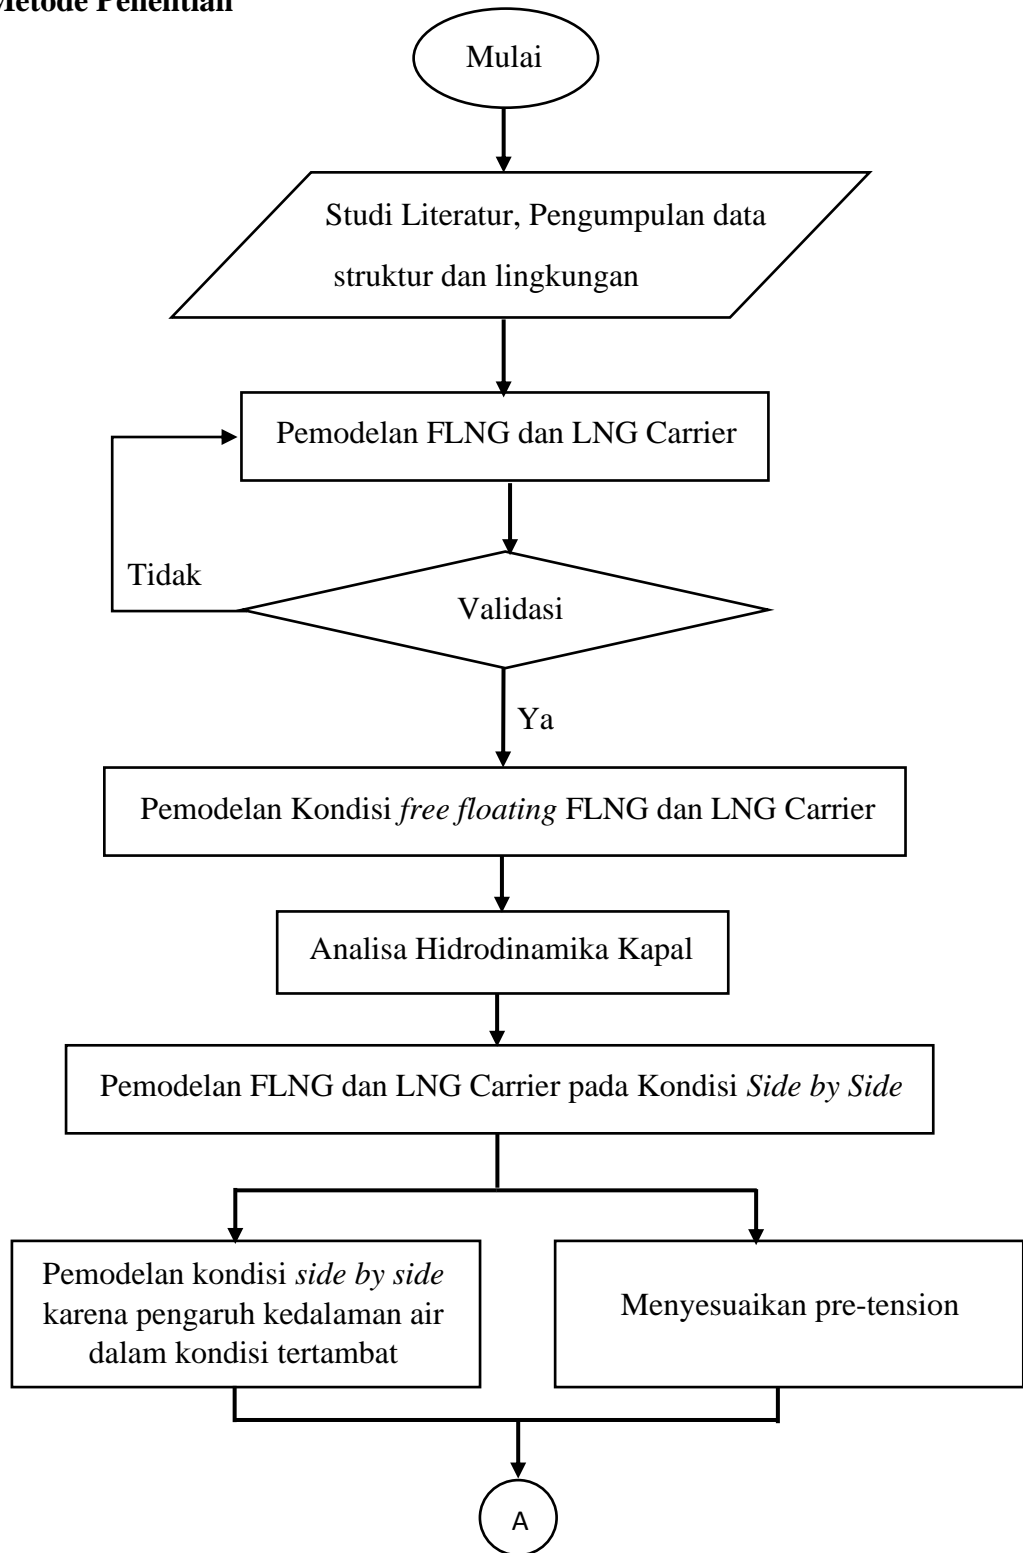 Metode Penelitian
Mulai
Studi Literatur, Pengumpulan data
struktur dan lingkungan
Pemodelan FLNG dan LNG Carrier
Tidak
Validasi
Ya
Pemodelan Kondisi free floating FLNG dan LNG Carrier
Analisa Hidrodinamika Kapal
Pemodelan FLNG dan LNG Carrier pada Kondisi Side by Side
Pemodelan kondisi side by side
karena pengaruh kedalaman air
dalam kondisi tertambat
Menyesuaikan pre-tension
A